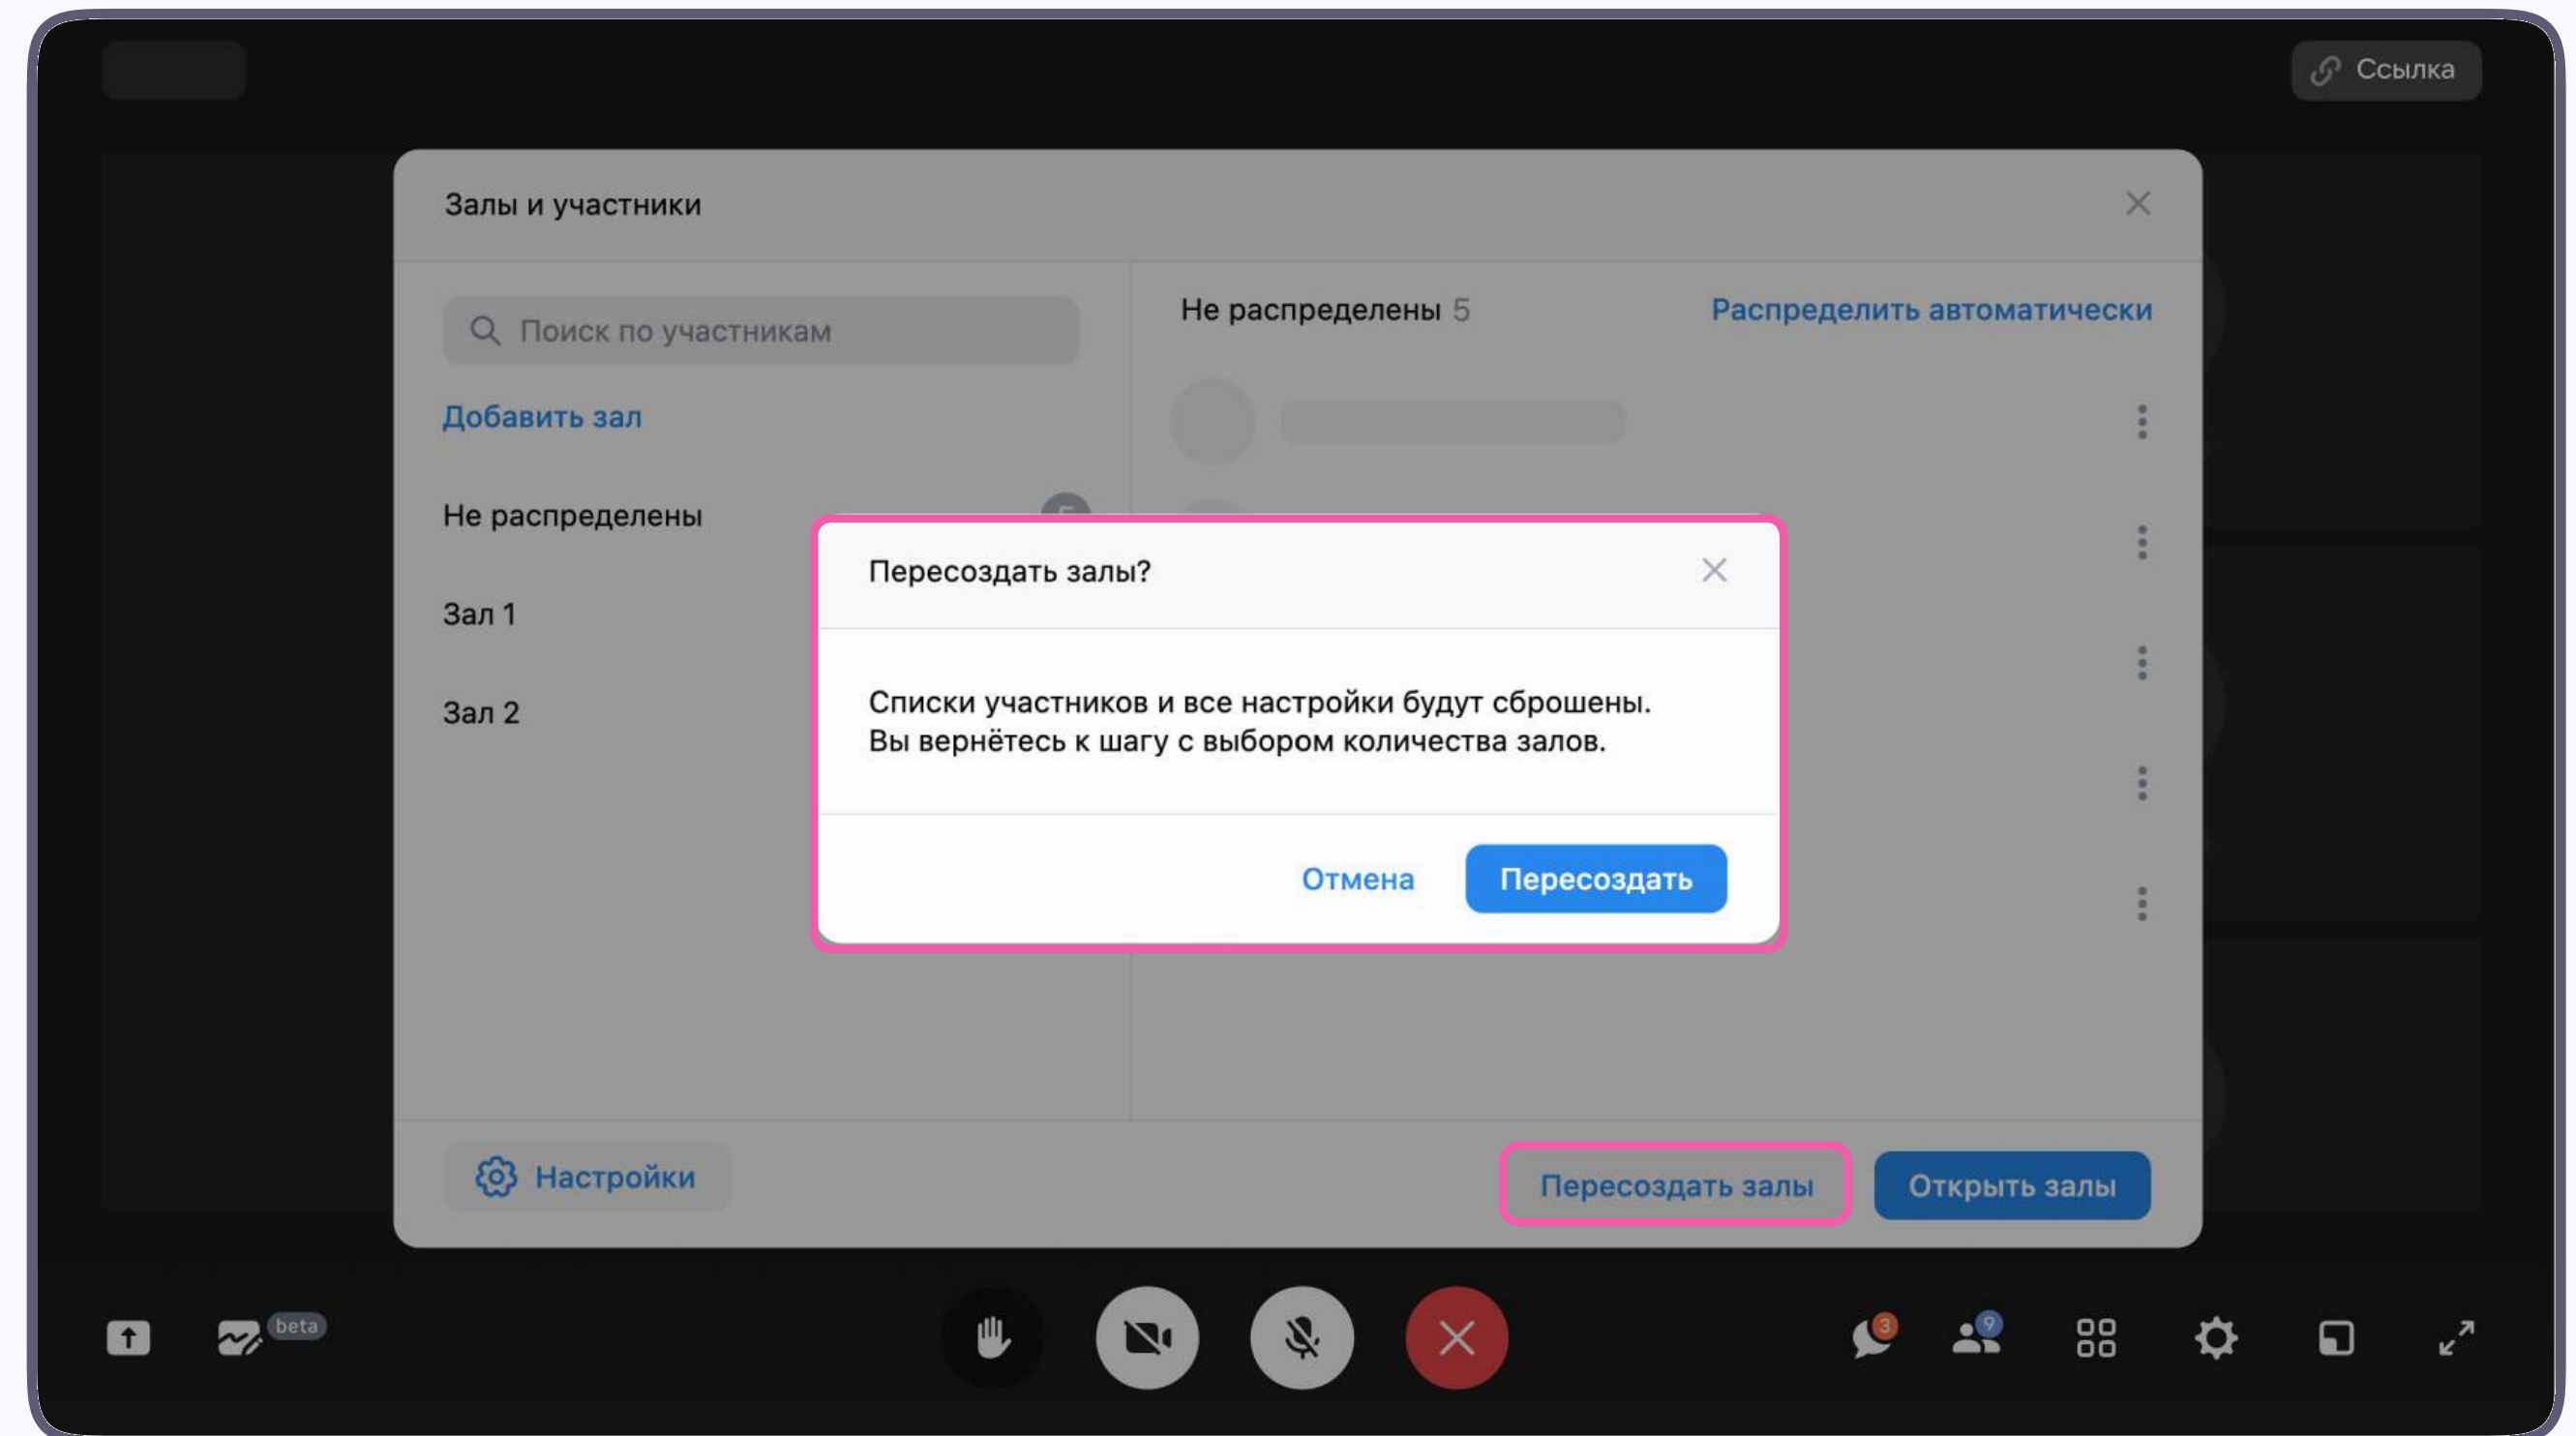 Ссылка
Залы и участники
Поиск по участникам
Не распределены 5
Распределить автоматически
Добавить зал
Не распределены
Зал 1
Зал 2
Пересоздать залы?
Списки участников и все настройки будут сброшены.
Вы вернётесь к шагу с выбором количества залов.
Отмена
Пересоздать
Настройки
Пересоздать залы
Открыть залы
beta
3
9